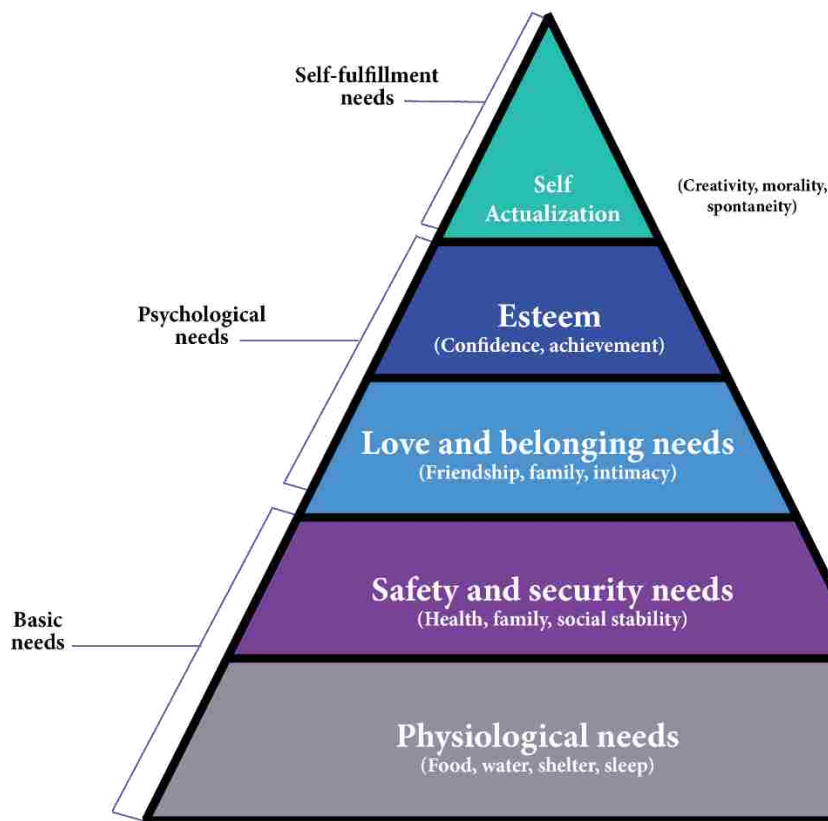 Self-fulfillment
needs
Self
Actualization
(Creativity, morality,
spontaneity)
Psychological
needs
Esteem
(Confidence, achievement)
Love and belonging needs
(Friendship, family, intimacy)
Basic
needs
Safety and security needs
(Health, family, social stability)
Physiological needs
(Food, water, shelter, sleep)